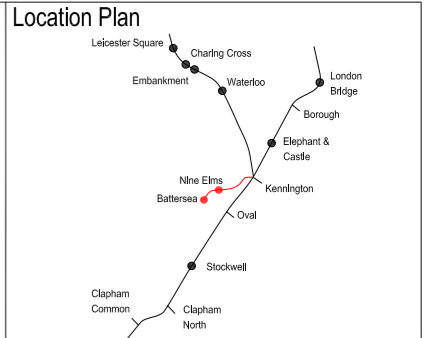 Location Plan
Leicester Square
Charing Cross
Embankment
Waterloo
London
Bridge
Borough
Elephant &
Castle
Nine Elms
Kennington
Battersea
Oval
Stockwell
Clapham
Common
Clapham
North